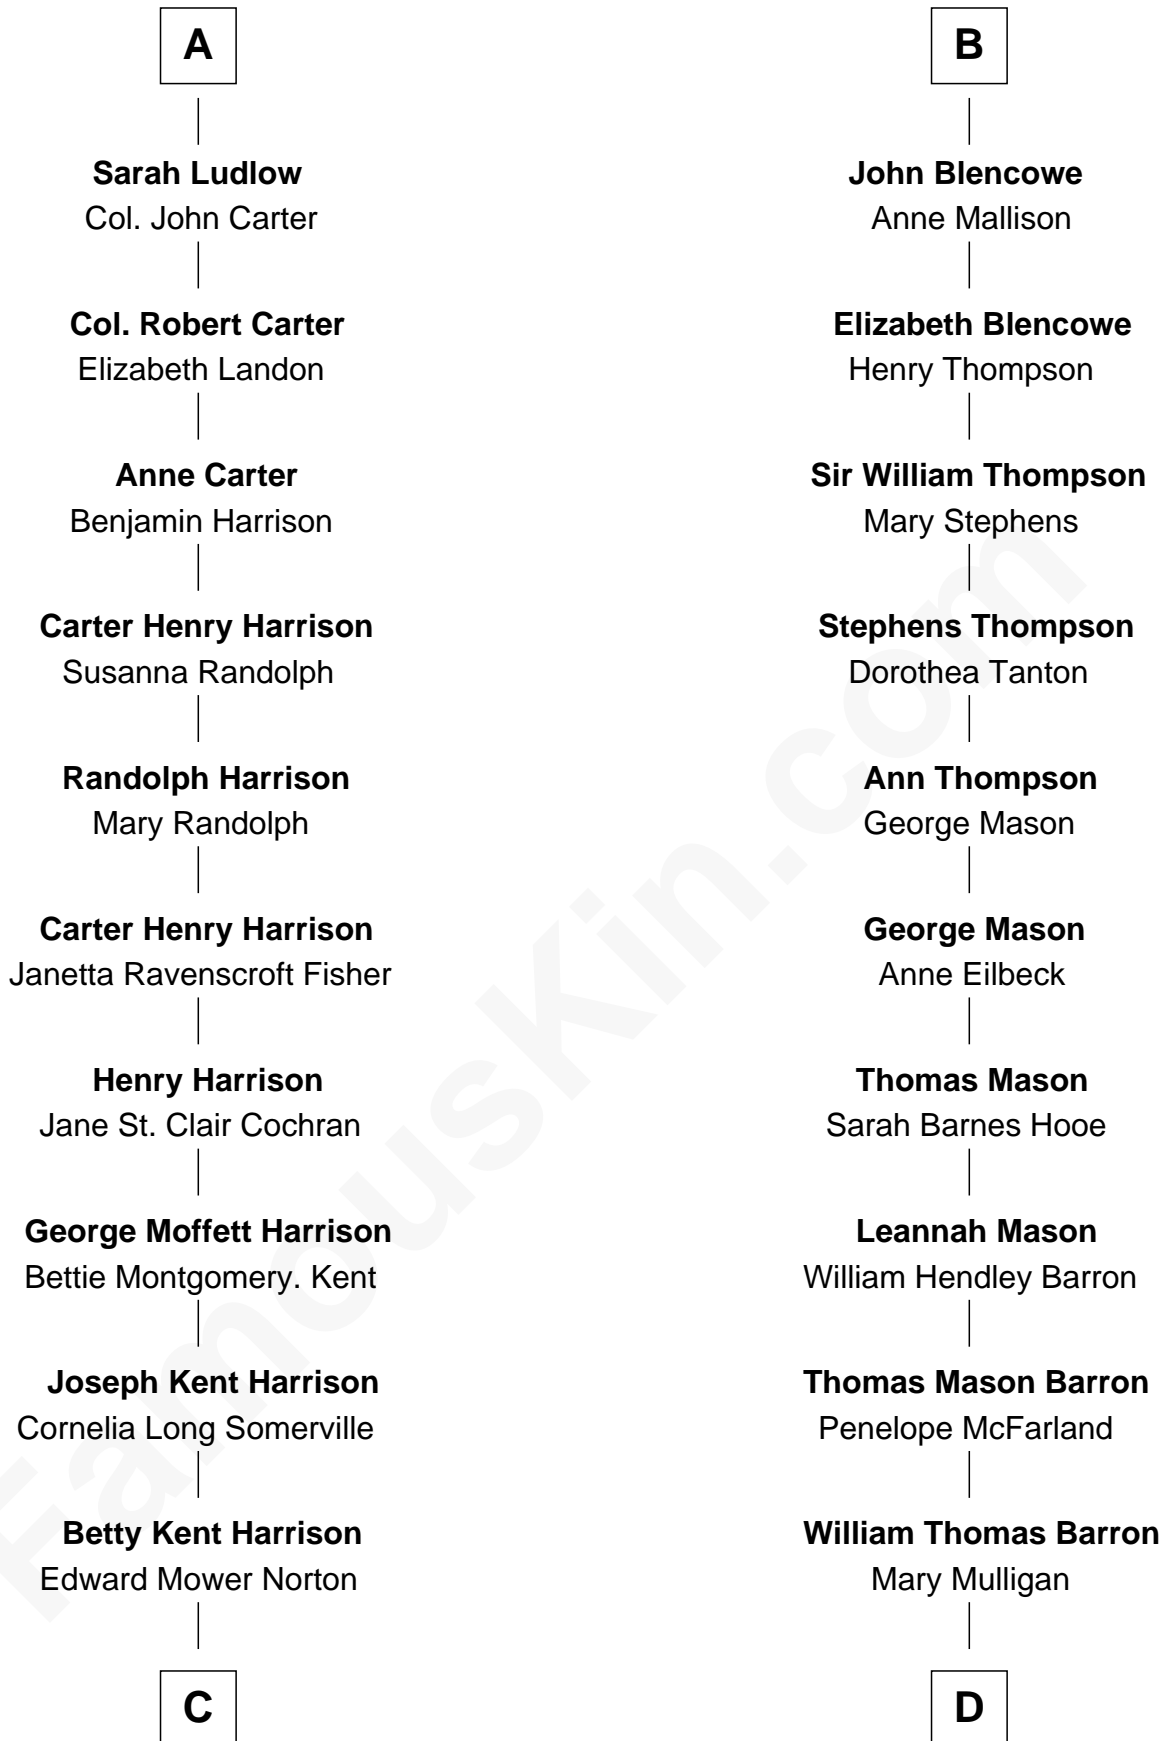 A
Sarah Ludlow
Col. John Carter
Col. Robert Carter
Elizabeth Landon
Anne Carter
Benjamin Harrison
Carter Henry Harrison
Susanna Randolph
Randolph Harrison
Mary Randolph
Carter Henry Harrison
Janetta Ravenscroft Fisher
Henry Harrison
Jane St. Clair Cochran
George Moffett Harrison
Bettie Montgomery. Kent
Joseph Kent Harrison
Cornelia Long Somerville
Betty Kent Harrison
Edward Mower Norton
C
B
John Blencowe
Anne Mallison
Elizabeth Blencowe
Henry Thompson
Sir William Thompson
Mary Stephens
Stephens Thompson
Dorothea Tanton
Ann Thompson
George Mason
George Mason
Anne Eilbeck
Thomas Mason
Sarah Barnes Hooe
Leannah Mason
William Hendley Barron
Thomas Mason Barron
Penelope McFarland
William Thomas Barron
Mary Mulligan
D
FamousKin.com